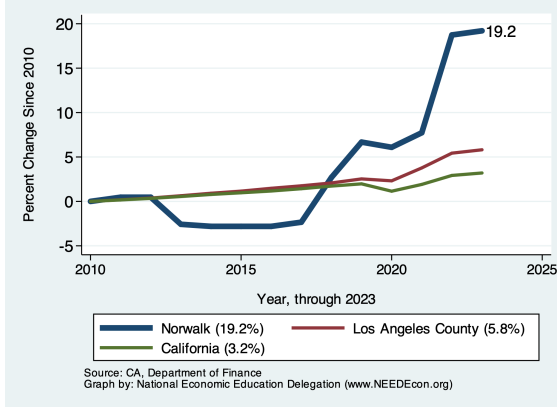 20
15
10
5
0
-5
Percent Change Since 2010
19.2
2010 2015 2020 2025
Year, through 2023
Norwalk (19.2%) Los Angeles County (5.8%)
California (3.2%)
Source: CA, Department of Finance
Graph by: National Economic Education Delegation (www.NEEDEcon.org)